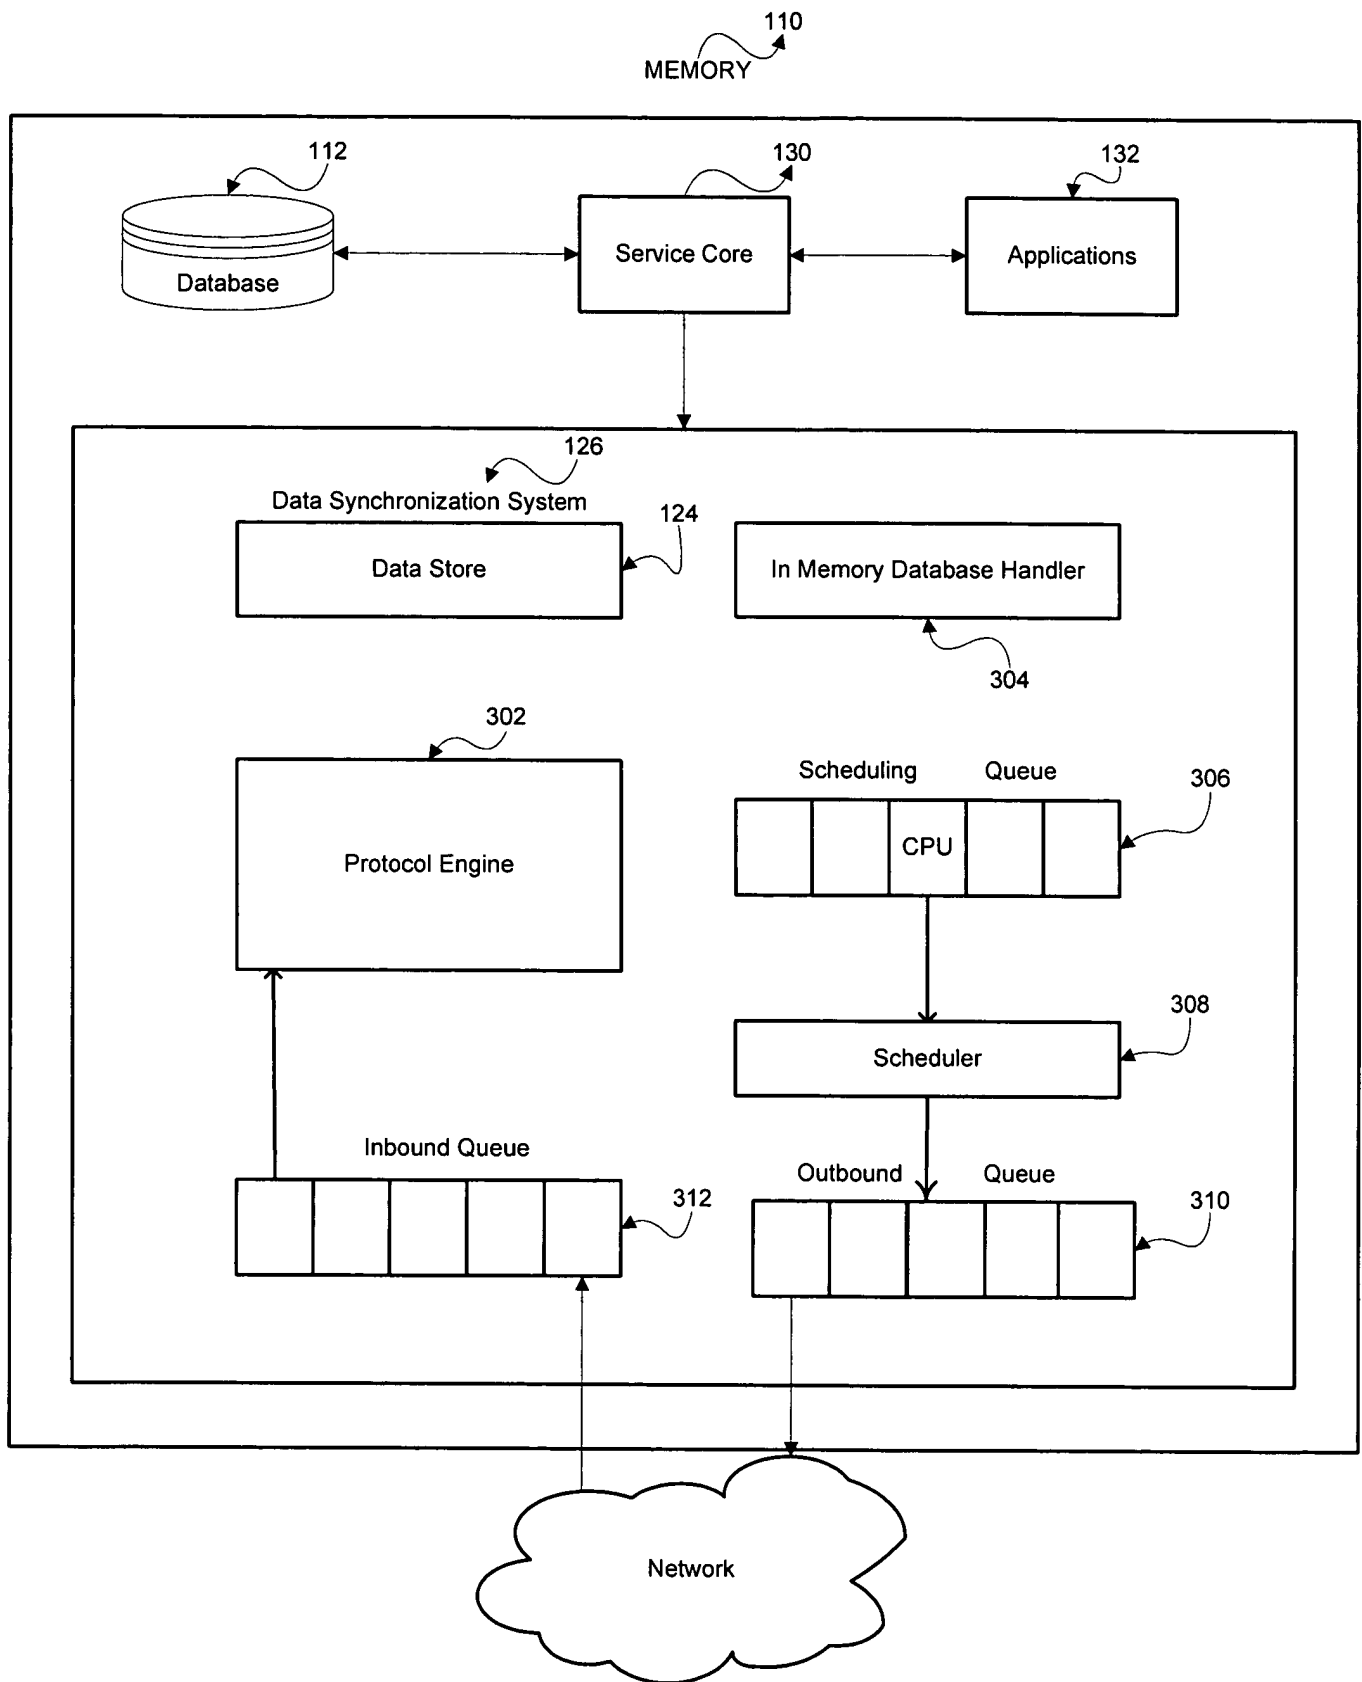 110
MEMORY
112
130
132
Database
Service Core
Applications
126
Data Synchronization System
124
Data Store
In Memory Database Handler
304
302
Scheduling Queue
306
Protocol Engine
CPU
308
Scheduler
Inbound Queue
Outbound Queue
312
310
Network